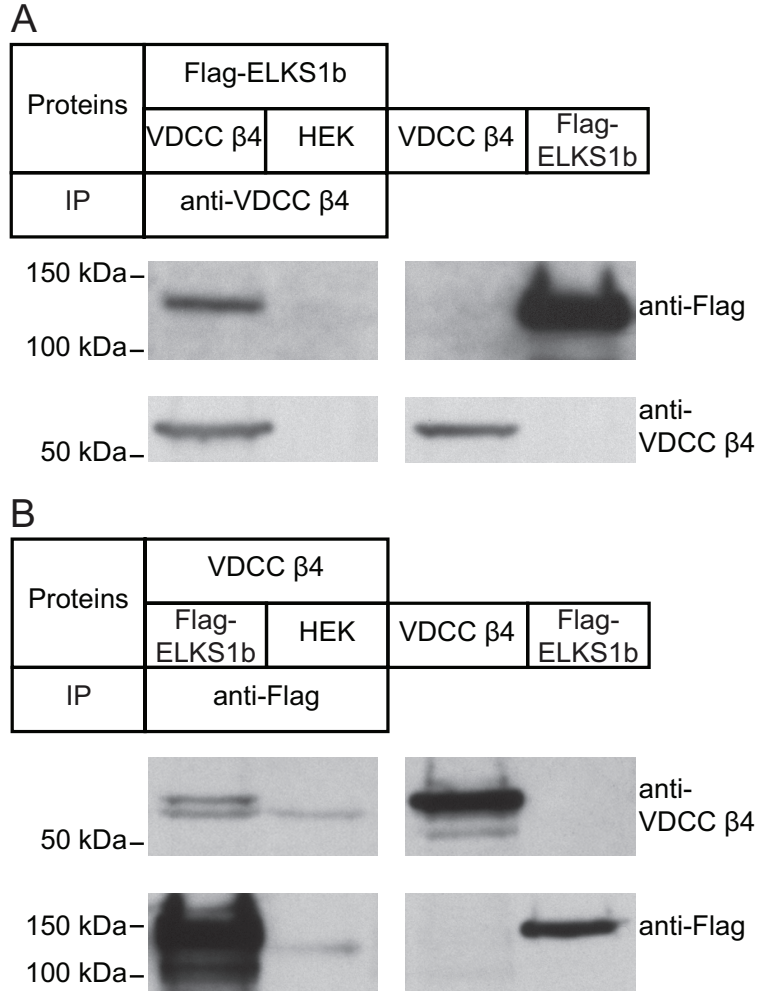 A
Proteins
Flag-ELKS1b
VDCC β4
HEK
VDCC β4
Flag-
ELKS1b
IP
anti-VDCC β4
150 kDa
100 kDa
anti-Flag
50 kDa
anti-
VDCC β4
B
Proteins
VDCC β4
Flag-
ELKS1b
HEK
VDCC β4
Flag-
ELKS1b
IP
anti-Flag
50 kDa
anti-
VDCC β4
150 kDa
100 kDa
anti-Flag